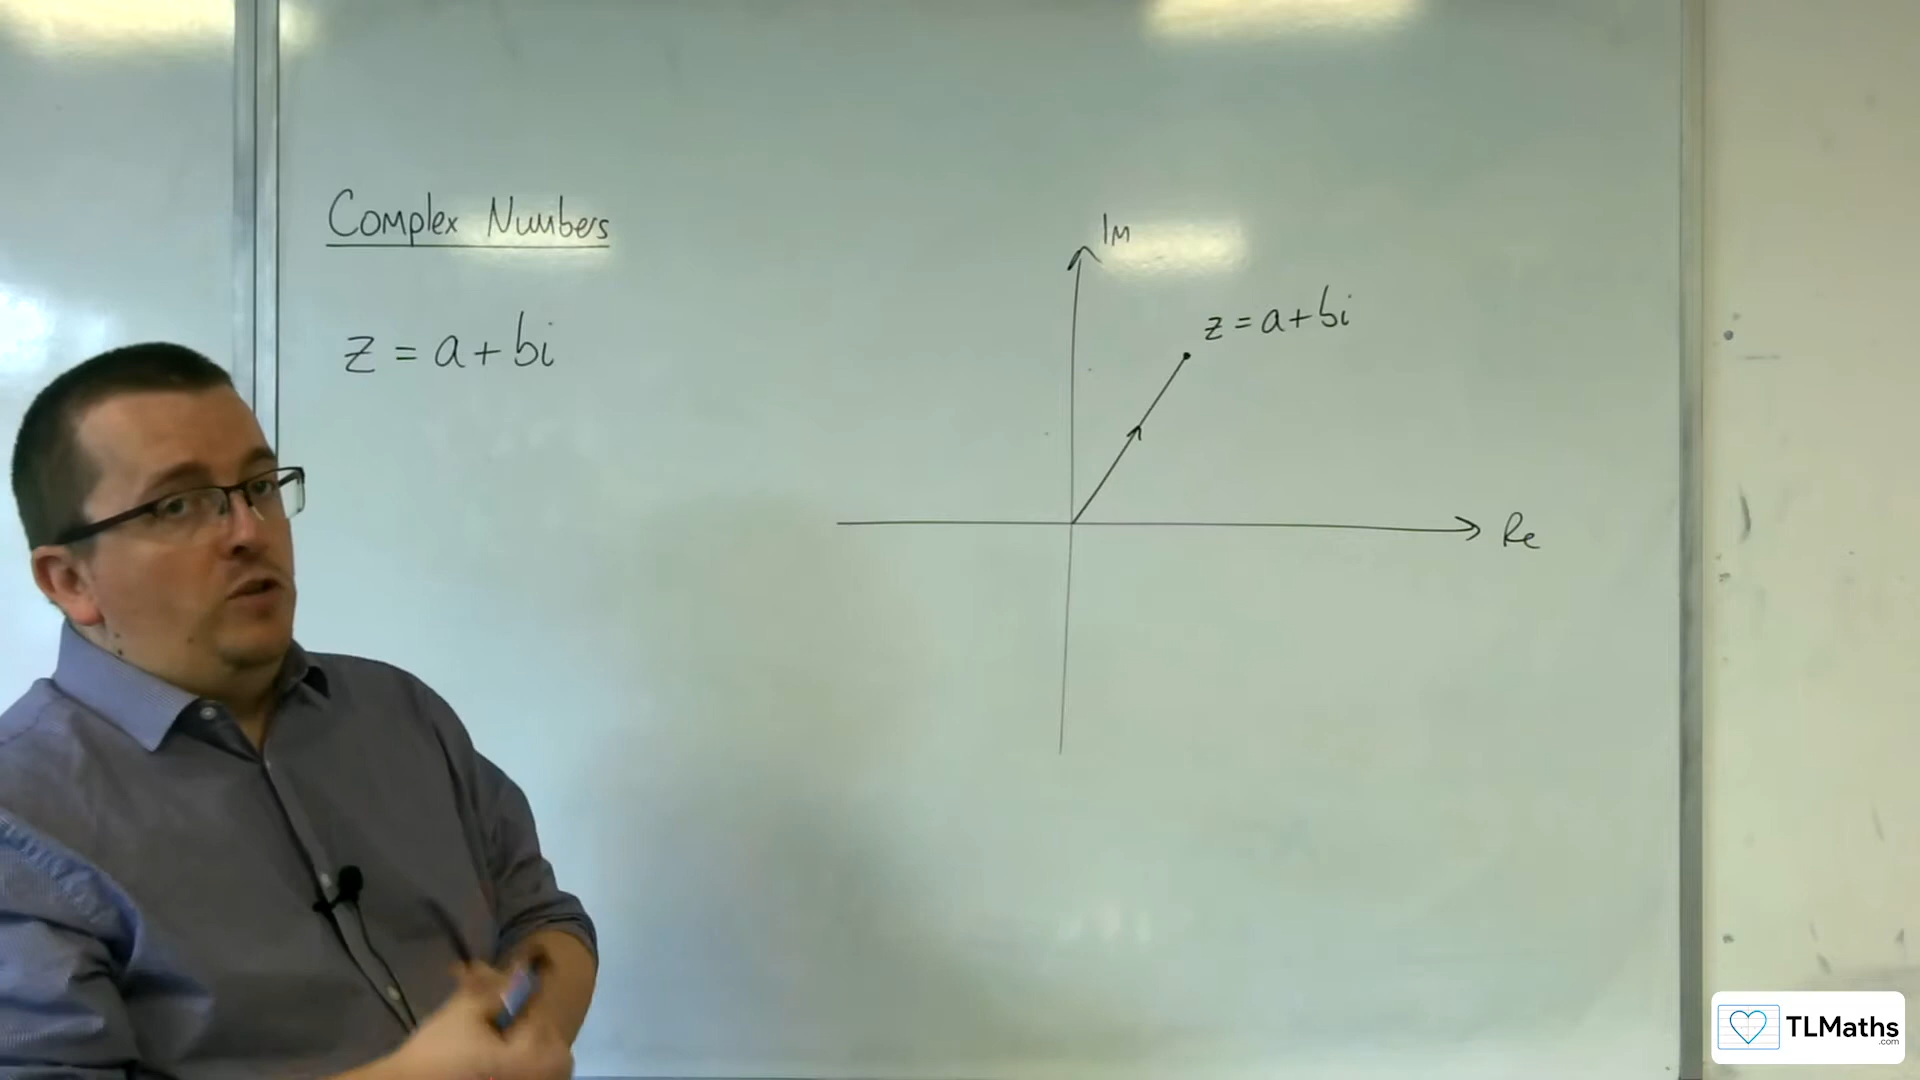 Complex Numbers
z = a + bi
Im
z = a + bi
Re
TLMaths
.com